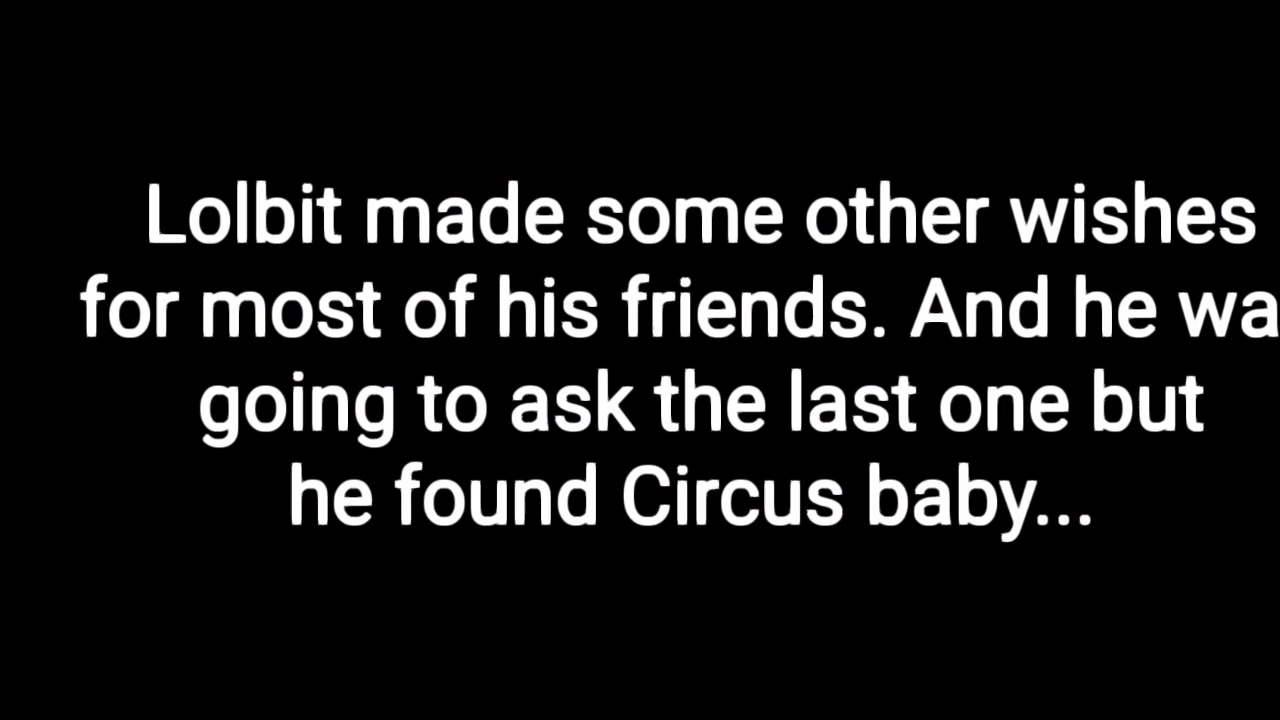 Lolbit made some other wishes
for most of his friends. And he wa
going to ask the last one but
he found Circus baby...